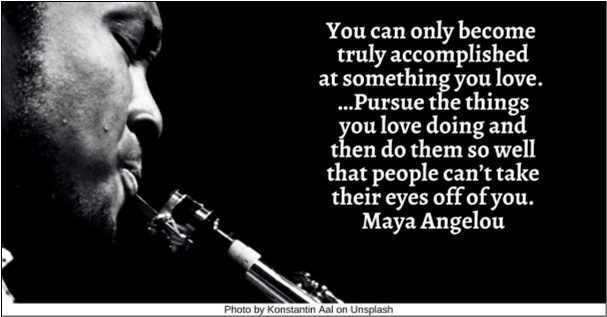 You can only become
truly accomplished
at something you love.
...Pursue the things
you love doing and
then do them so well
that people can’t take
their eyes off of you.
Maya Angelou
Photo by Konstantin Aal on Unsplash